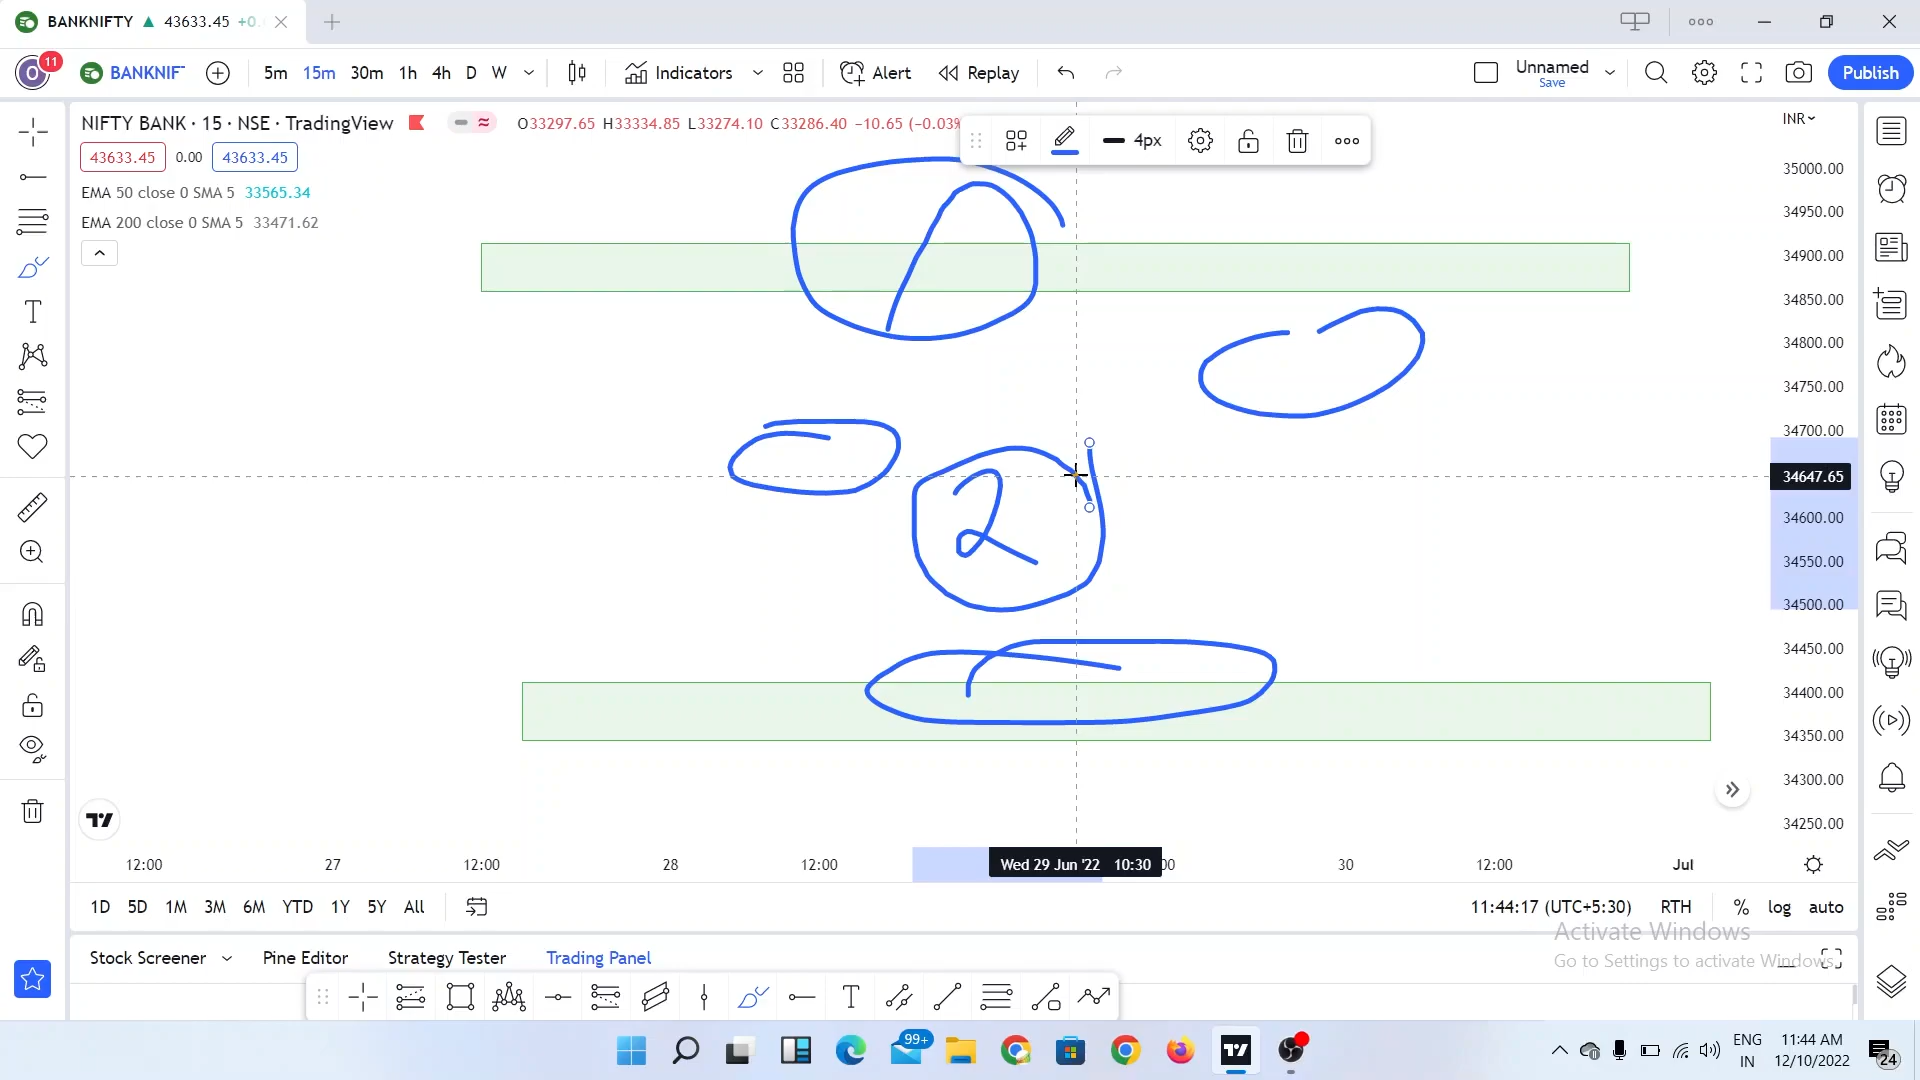 BANKNIFTY ▲ 43633.45 +0.
11
BANKNIF 5m 15m 30m 1h 4h D W Indicators Alert Replay Unnamed Save Publish
NIFTY BANK · 15 · NSE · TradingView O33297.65 H33334.85 L33274.10 C33286.40 −10.65 (−0.03% 4px INR
43633.45 0.00 43633.45
EMA 50 close 0 SMA 5 33565.34
EMA 200 close 0 SMA 5 33471.62
35000.00
34950.00
34900.00
34850.00
34800.00
34750.00
34700.00
34647.65
2
34600.00
34550.00
34500.00
34450.00
34400.00
34350.00
34300.00
34250.00
12:00 27 12:00 28 12:00 Wed 29 Jun '22 10:30 :00 30 12:00 Jul
1D 5D 1M 3M 6M YTD 1Y 5Y All 11:44:17 (UTC+5:30) RTH % log auto
Activate Windows
Go to Settings to activate Windows.
Stock Screener Pine Editor Strategy Tester Trading Panel
99+
ENG
IN
11:44 AM
12/10/2022
24